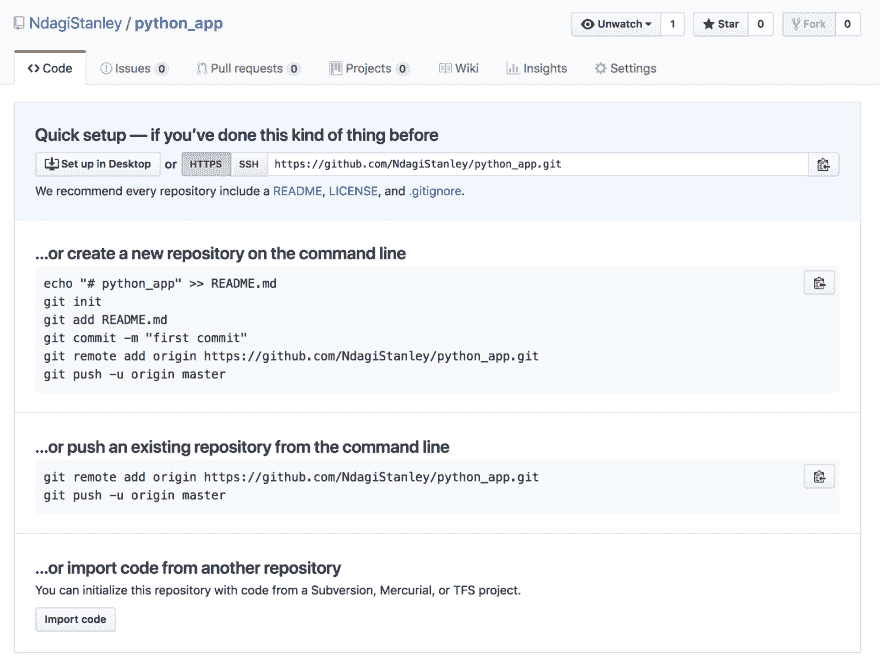 NdagiStanley / python_app
Unwatch 1 Star 0 Fork 0
Code Issues 0 Pull requests 0 Projects 0 Wiki Insights Settings
Quick setup — if you’ve done this kind of thing before
Set up in Desktop or HTTPS SSH https://github.com/NdagiStanley/python_app.git
We recommend every repository include a README, LICENSE, and .gitignore.
…or create a new repository on the command line
echo "# python_app" >> README.md
git init
git add README.md
git commit -m "first commit"
git remote add origin https://github.com/NdagiStanley/python_app.git
git push -u origin master
…or push an existing repository from the command line
git remote add origin https://github.com/NdagiStanley/python_app.git
git push -u origin master
…or import code from another repository
You can initialize this repository with code from a Subversion, Mercurial, or TFS project.
Import code